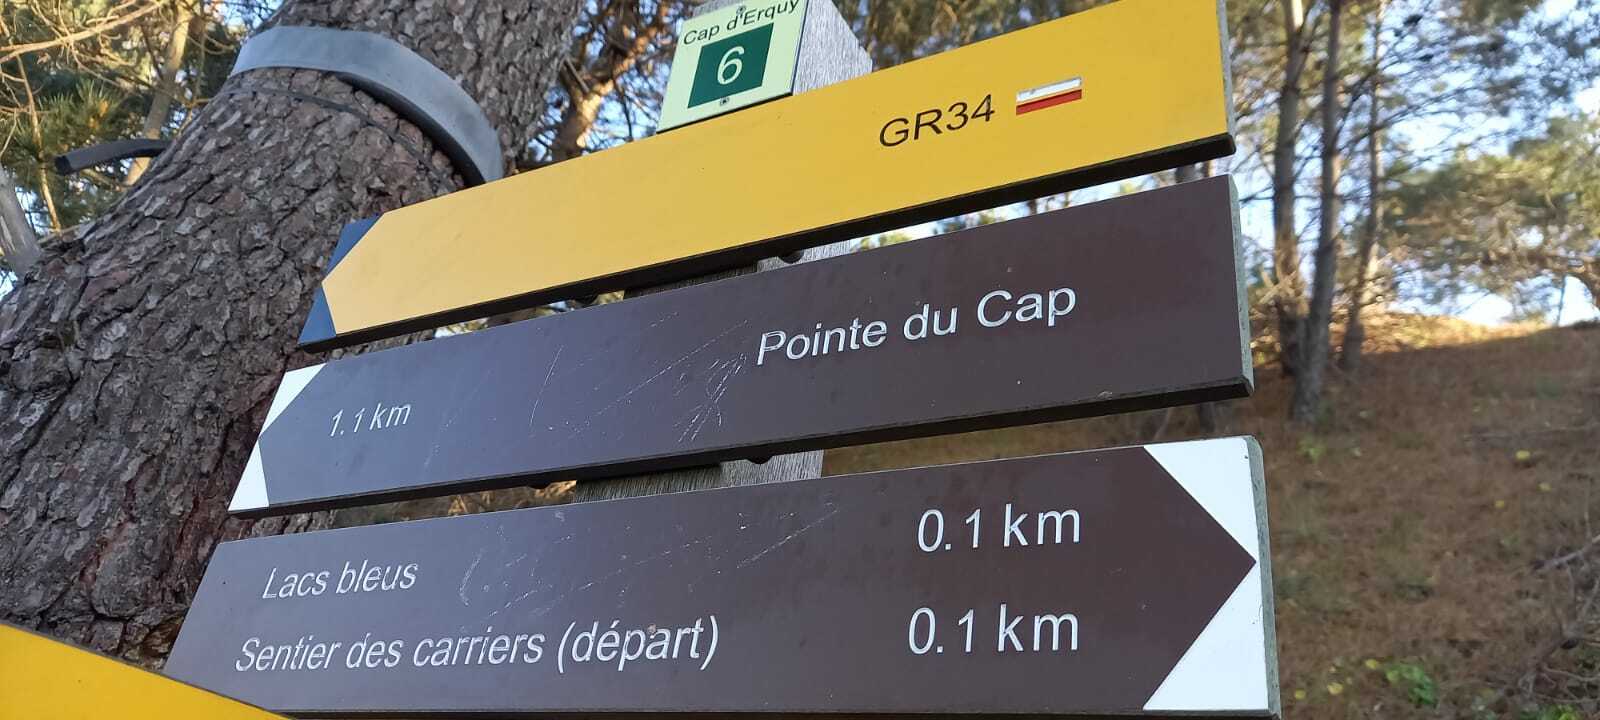 Cap d'Erquy
6
GR34
Pointe du Cap
1.1 km
Lacs bleus 0.1 km
Sentier des carriers (départ) 0.1 km